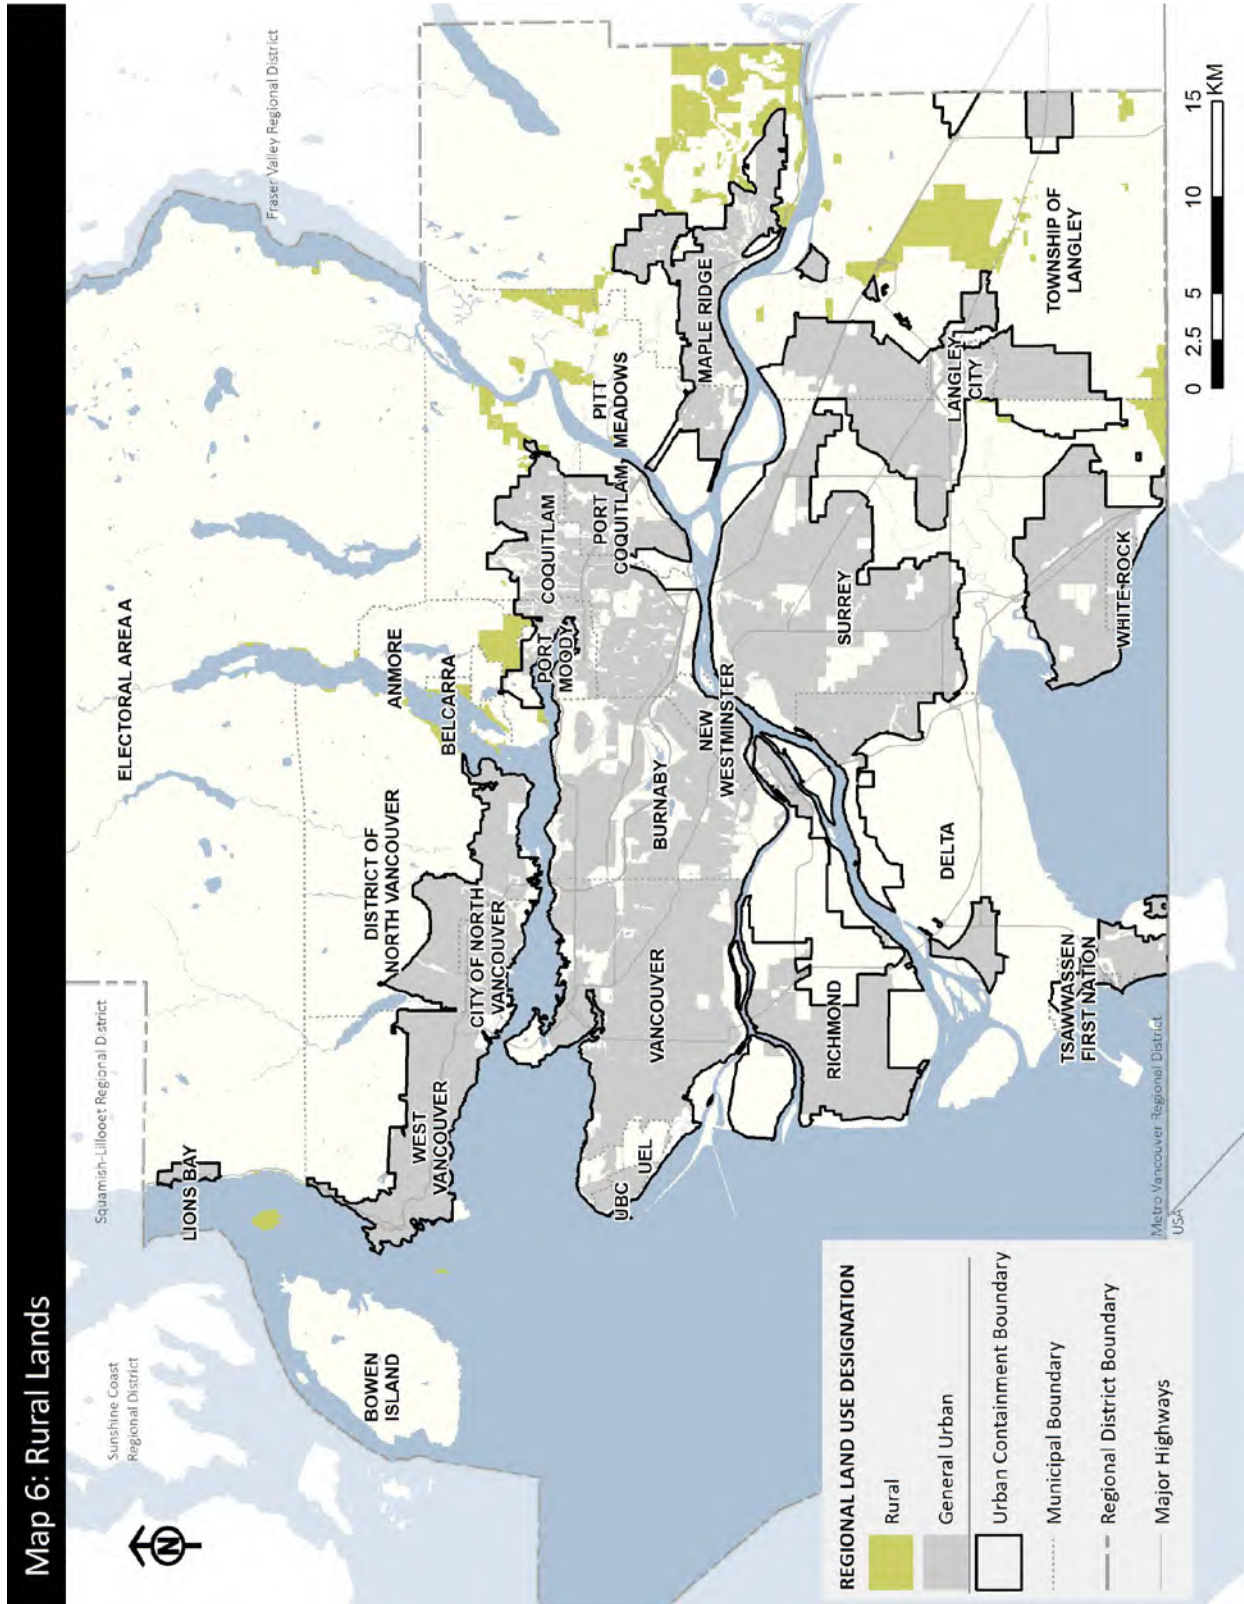 Map 6: Rural Lands
N
Sunshine Coast
Regional District
Squamish-Lillooet Regional District
Fraser Valley Regional District
ELECTORAL AREA A
LIONS BAY
BOWEN
ISLAND
WEST
VANCOUVER
DISTRICT OF
NORTH VANCOUVER
CITY OF NORTH
VANCOUVER
ANMORE
BELCARRA
PORT
MOODY
COQUITLAM
PORT
COQUITLAM
PITT
MEADOWS
MAPLE RIDGE
UBC
UEL
VANCOUVER
BURNABY
NEW
WESTMINSTER
RICHMOND
SURREY
DELTA
LANGLEY
CITY
TOWNSHIP OF
LANGLEY
WHITE ROCK
TSAWWASSEN
FIRST NATION
Metro Vancouver Regional District
USA
REGIONAL LAND USE DESIGNATION
Rural
General Urban
Urban Containment Boundary
Municipal Boundary
Regional District Boundary
Major Highways
0 2.5 5 10 15
KM